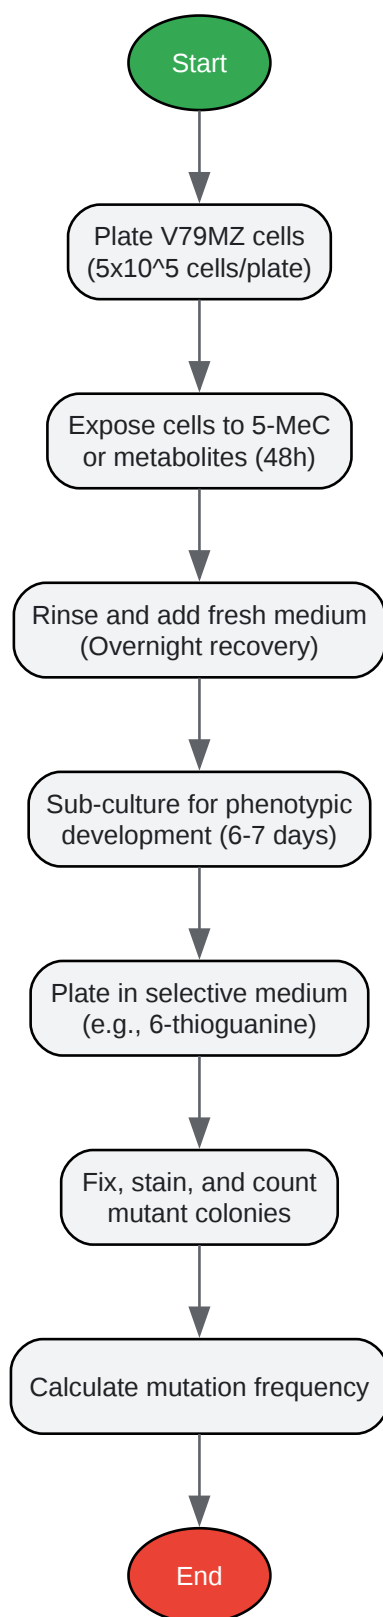 Start
Plate V79MZ cells
(5x10^5 cells/plate)
Expose cells to 5-MeC
or metabolites (48h)
Rinse and add fresh medium
(Overnight recovery)
Sub-culture for phenotypic
development (6-7 days)
Plate in selective medium
(e.g., 6-thioguanine)
Fix, stain, and count
mutant colonies
Calculate mutation frequency
End